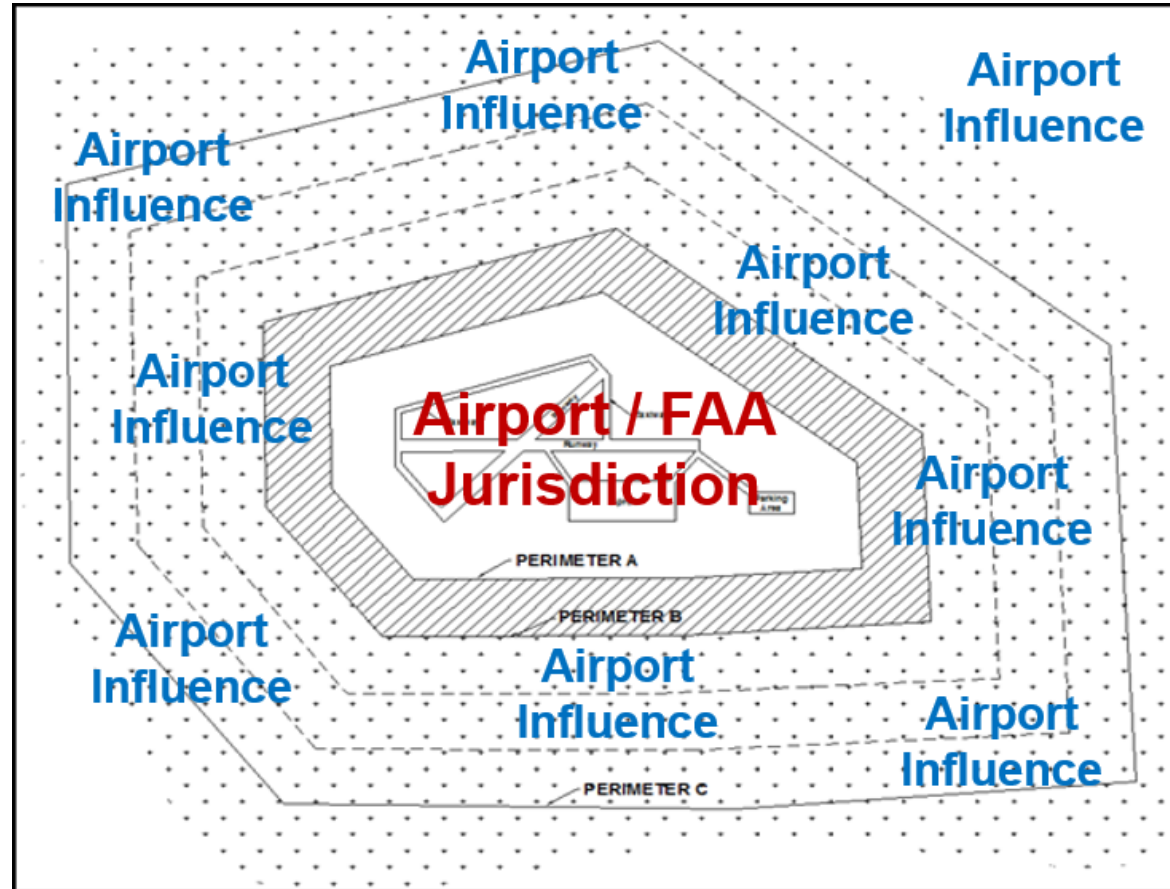 Airport
Influence
Airport
Influence
Airport
Influence
Airport
Influence
Airport
Influence
Airport / FAA
Jurisdiction
Runway
Parking
Area
Airport
Influence
PERIMETER A
PERIMETER B
Airport
Influence
Airport
Influence
Airport
Influence
PERIMETER C